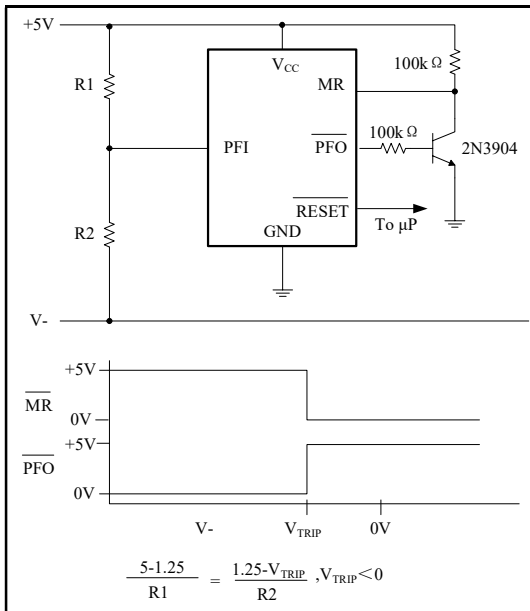 +5V
R1
V_CC
MR
100kΩ
PFI
PFO
100kΩ
2N3904
R2
RESET
To μP
GND
V-
+5V
MR
0V
+5V
PFO
0V
V-
V_TRIP
0V
5-1.25 / R1 = 1.25-V_TRIP / R2 ,V_TRIP<0